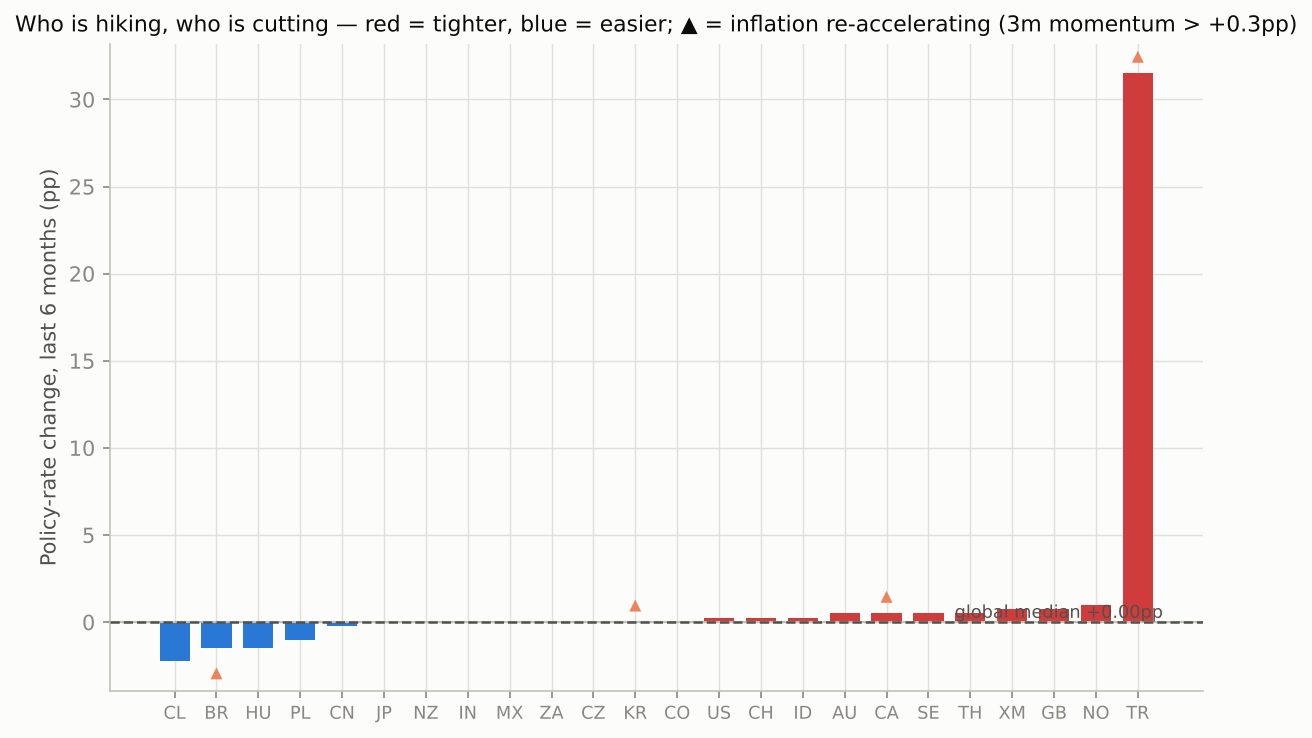 Who is hiking, who is cutting — red = tighter, blue = easier; ▲ = inflation re-accelerating (3m momentum > +0.3pp)
Policy-rate change, last 6 months (pp)
30
25
20
15
10
5
0
global median +0.00pp
CL BR HU PL CN JP NZ IN MX ZA CZ KR CO US CH ID AU CA SE TH XM GB NO TR